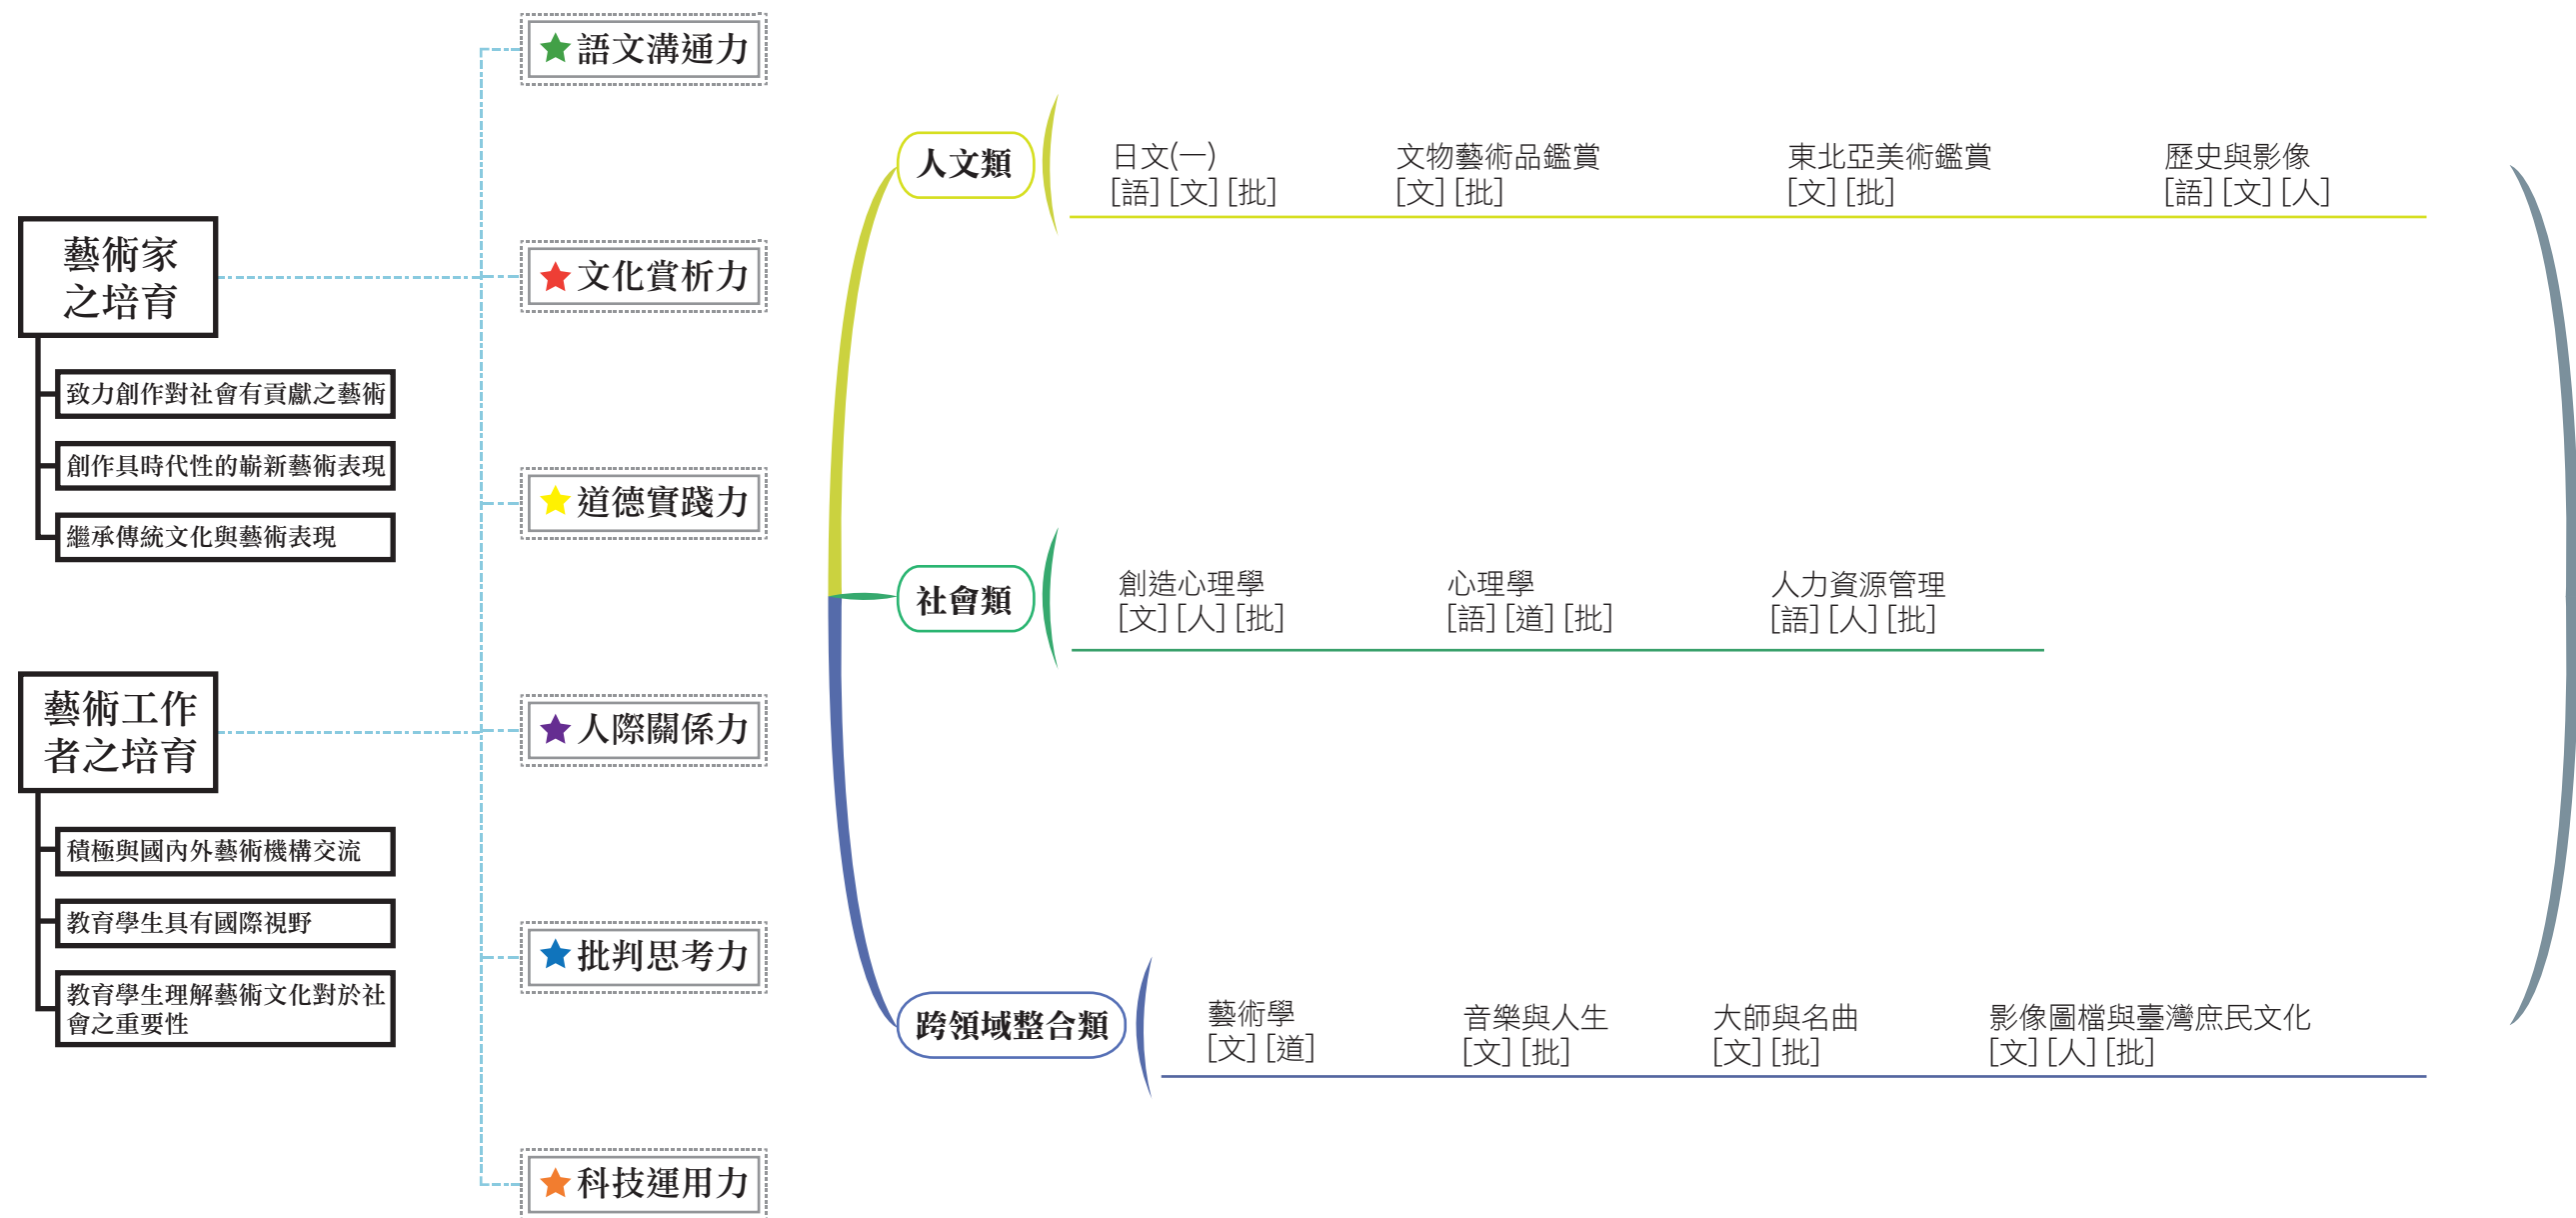 藝術家
之培育
致力創作對社會有貢獻之藝術
創作具時代性的嶄新藝術表現
繼承傳統文化與藝術表現
藝術工作
者之培育
積極與國內外藝術機構交流
教育學生具有國際視野
教育學生理解藝術文化對於社
會之重要性
語文溝通力
文化賞析力
道德實踐力
人際關係力
批判思考力
科技運用力
人文類
日文(一)
[語] [文] [批]
文物藝術品鑑賞
[文] [批]
東北亞美術鑑賞
[文] [批]
歷史與影像
[語] [文] [人]
社會類
創造心理學
[文] [人] [批]
心理學
[語] [道] [批]
人力資源管理
[語] [人] [批]
跨領域整合類
藝術學
[文] [道]
音樂與人生
[文] [批]
大師與名曲
[文] [批]
影像圖檔與臺灣庶民文化
[文] [人] [批]